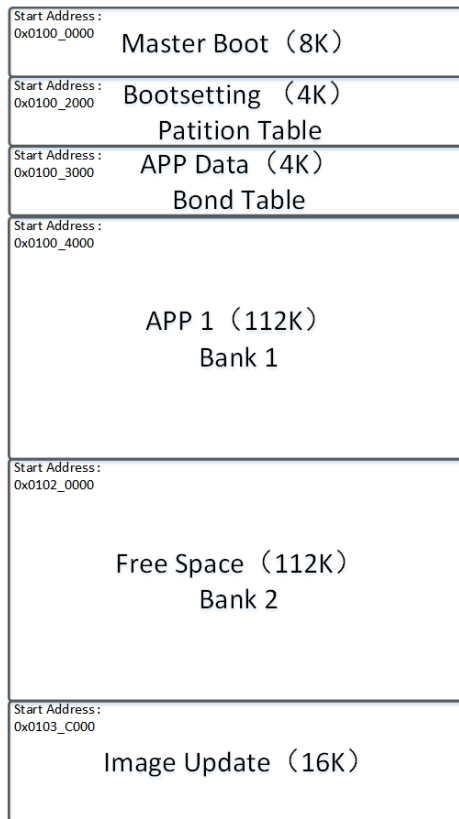 Start Address:
0x0100_0000
Master Boot（8K）
Start Address:
0x0100_2000
Bootsetting （4K）
Patition Table
Start Address:
0x0100_3000
APP Data（4K）
Bond Table
Start Address:
0x0100_4000
APP 1（112K）
Bank 1
Start Address:
0x0102_0000
Free Space（112K）
Bank 2
Start Address:
0x0103_C000
Image Update（16K）